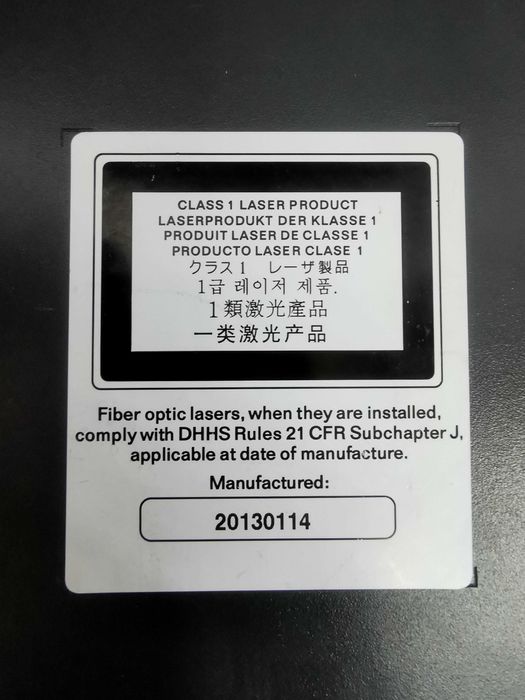 CLASS 1 LASER PRODUCT
LASERPRODUKT DER KLASSE 1
PRODUIT LASER DE CLASSE 1
PRODUCTO LASER CLASE 1
クラス1 レーザ製品
1급 레이저 제품.
1類激光產品
一类激光产品
Fiber optic lasers, when they are installed,
comply with DHHS Rules 21 CFR Subchapter J,
applicable at date of manufacture.
Manufactured:
20130114